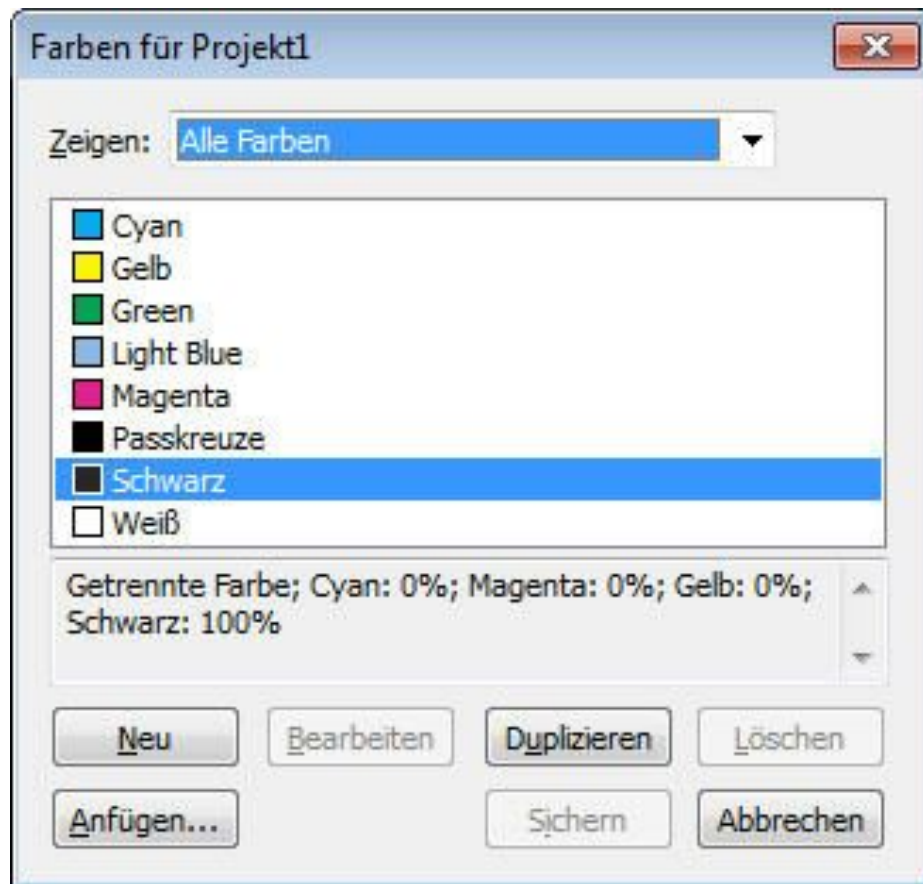 Farben für Projekt1
Zeigen: Alle Farben
Cyan
Gelb
Green
Light Blue
Magenta
Passkreuze
Schwarz
Weiß
Getrennte Farbe; Cyan: 0%; Magenta: 0%; Gelb: 0%;
Schwarz: 100%
Neu Bearbeiten Duplizieren Löschen
Anfügen... Sichern Abbrechen